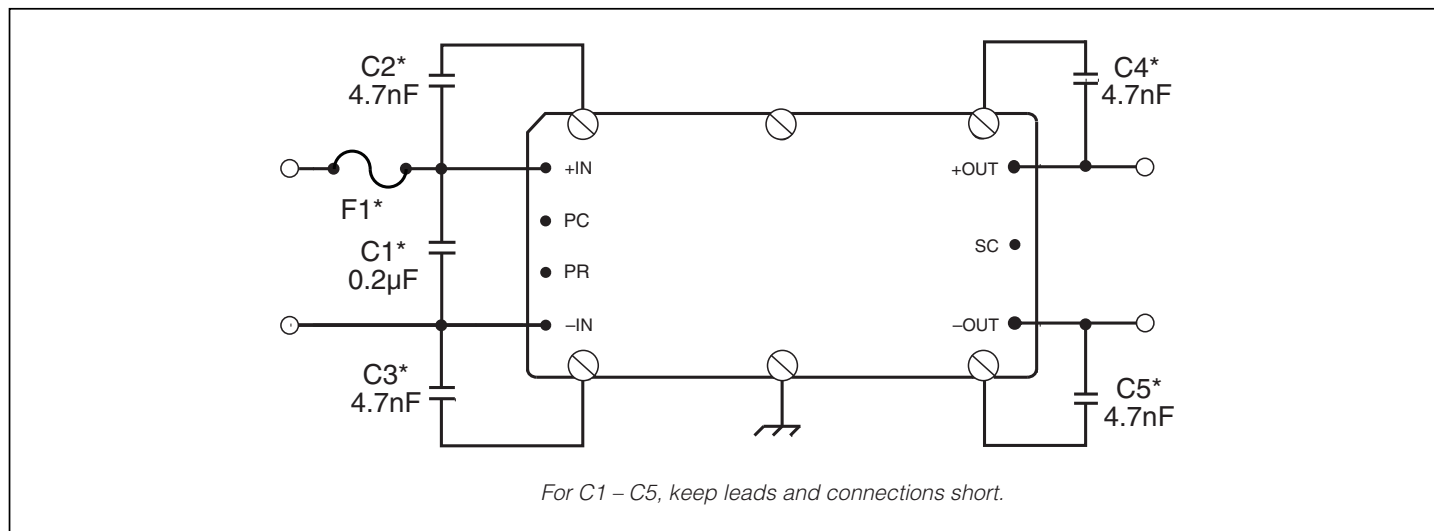 C2*
4.7nF
C4*
4.7nF
+IN
+OUT
F1*
PC
C1*
0.2µF
SC
PR
–IN
–OUT
C3*
4.7nF
C5*
4.7nF
For C1 – C5, keep leads and connections short.